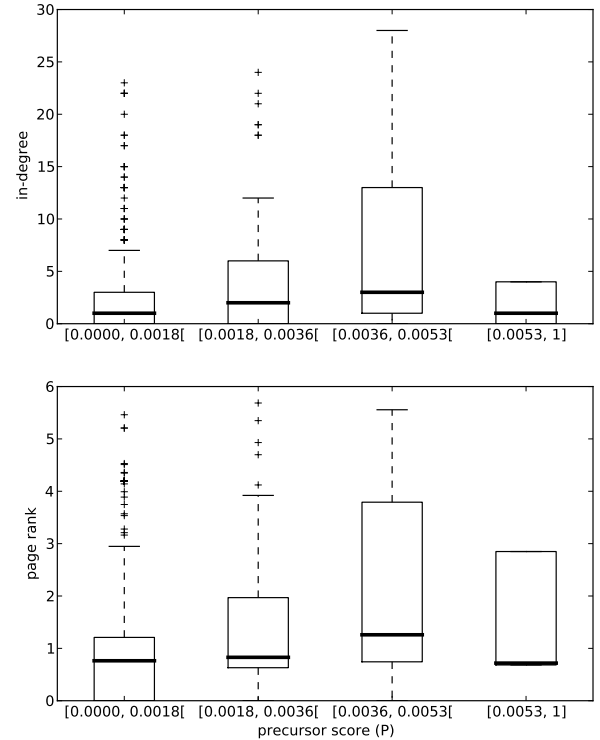 30
25
20
15
10
5
0
in-degree
[0.0000, 0.0018[ [0.0018, 0.0036[ [0.0036, 0.0053[ [0.0053, 1]
6
5
4
3
2
1
0
page rank
[0.0000, 0.0018[ [0.0018, 0.0036[ [0.0036, 0.0053[ [0.0053, 1]
precursor score (P)